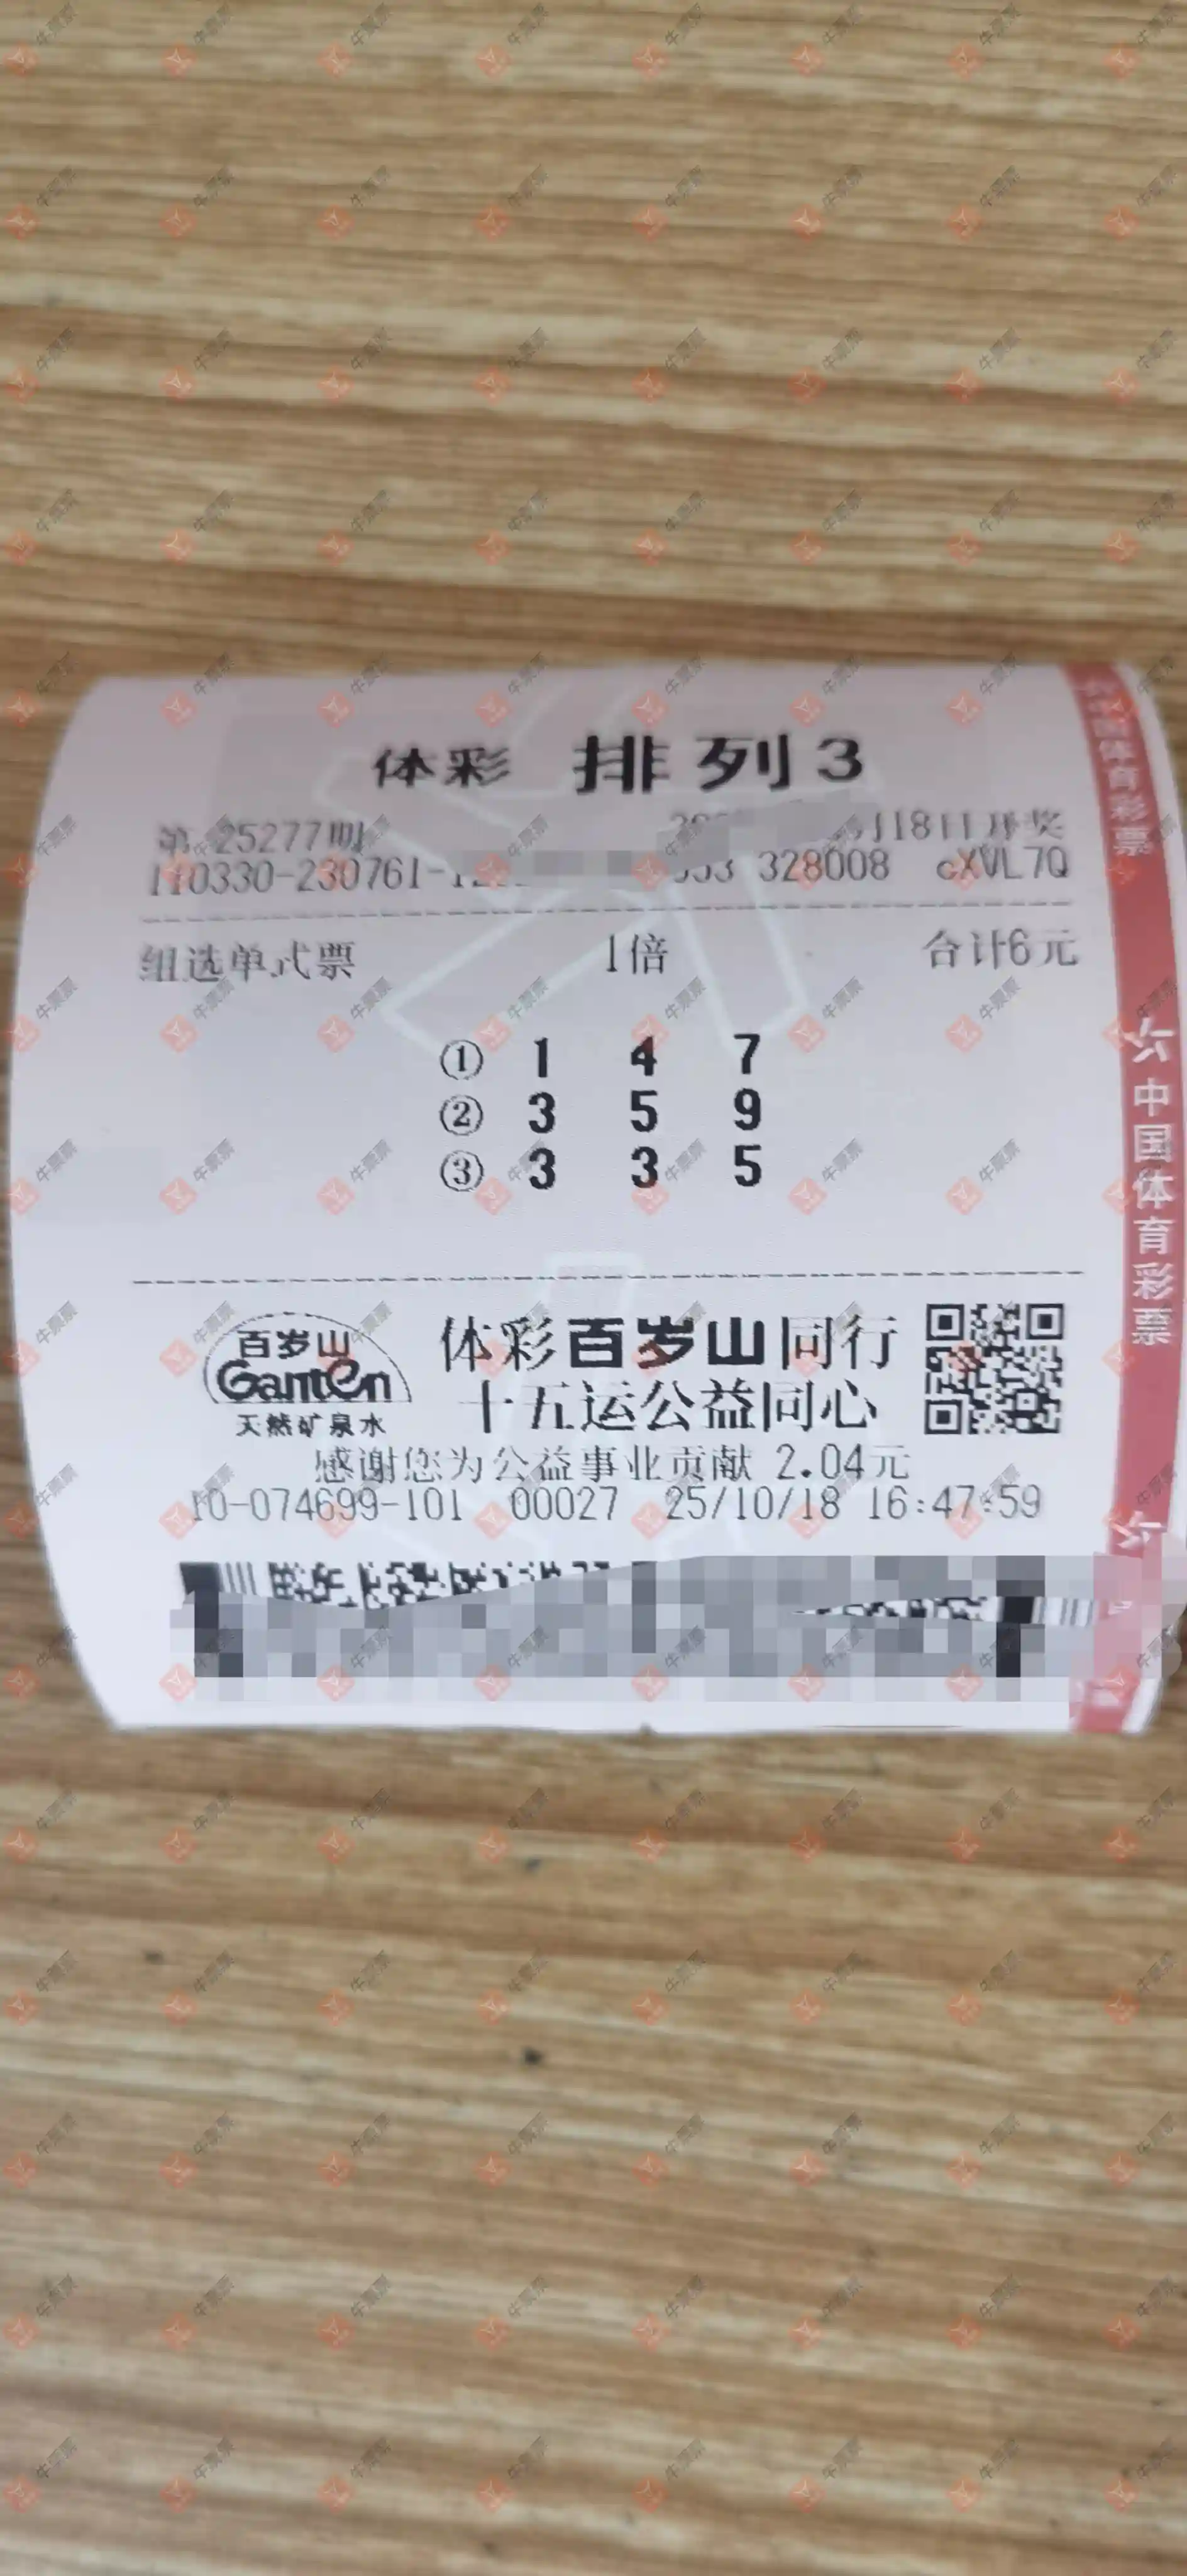 体彩 排列3
第 25277期 月18日开奖
110330-230761- 328008 cXVL7Q
组选单式票 1倍 合计6元
① 1 4 7
② 3 5 9
③ 3 3 5
百岁山
Ganten
天然矿泉水
体彩百岁山同行
十五运公益同心
感谢您为公益事业贡献 2.04元
10-074699-101 00027 25/10/18 16:47:59
中国体育彩票
中国体育彩票
牛票票